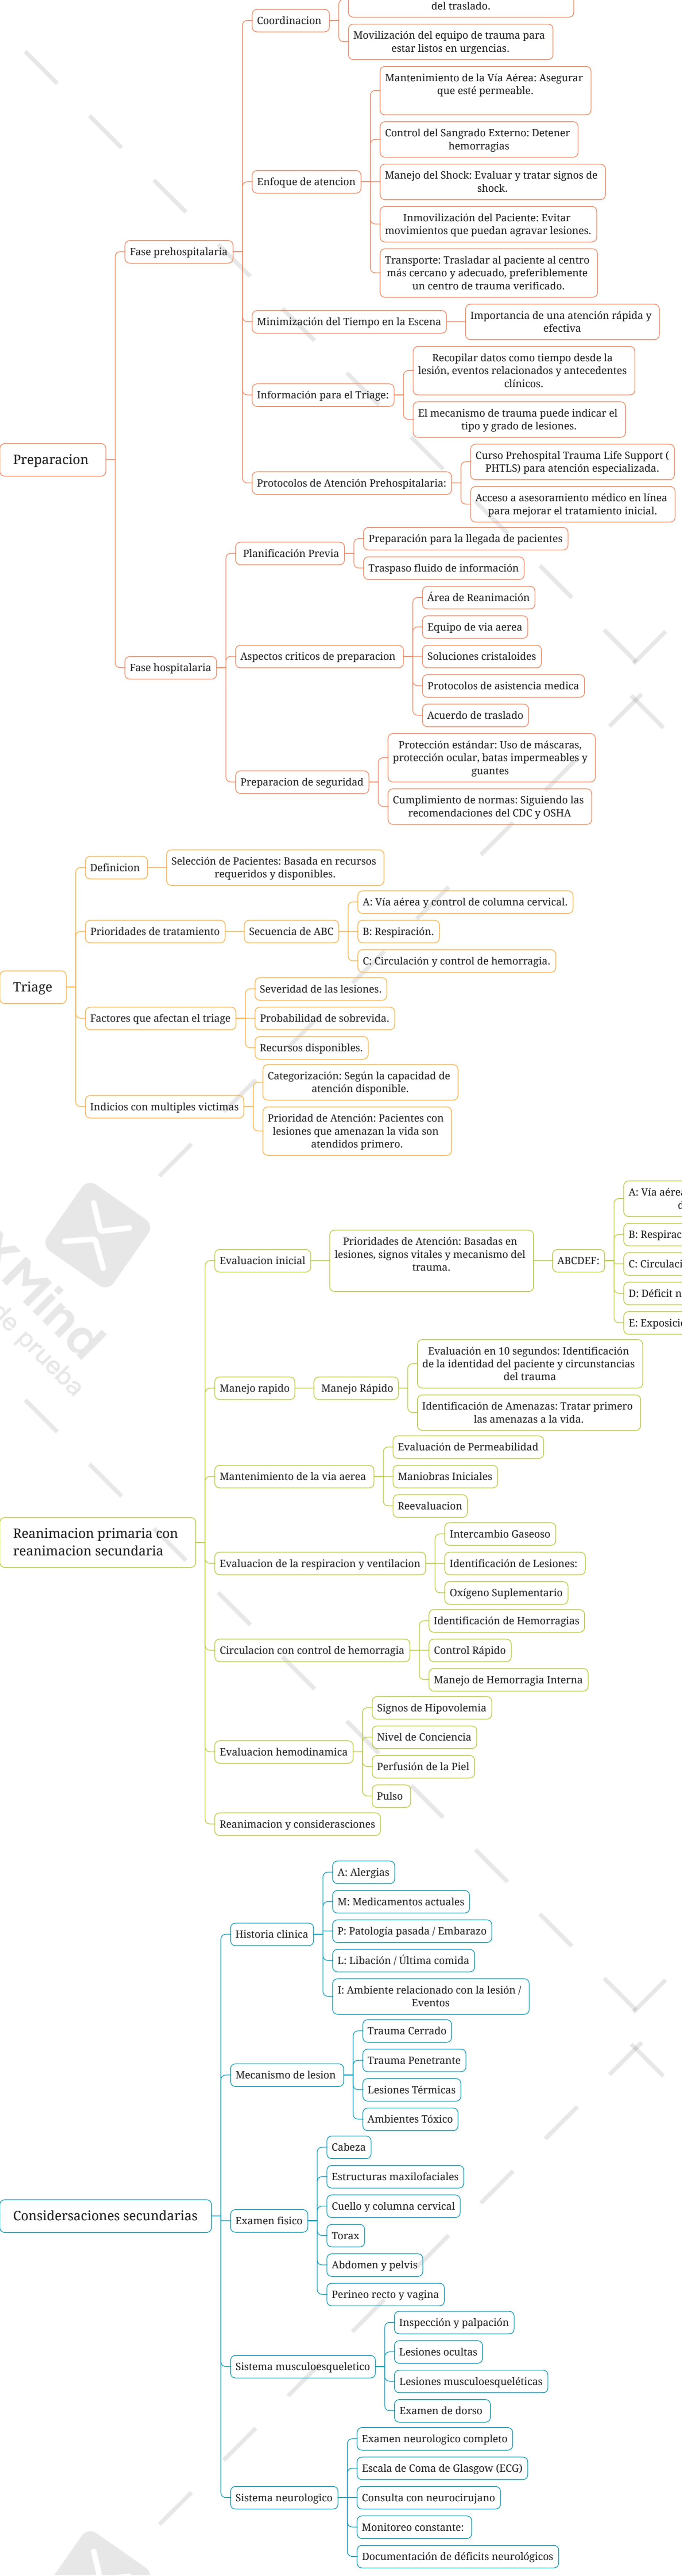 del traslado.
Coordinacion
Movilización del equipo de trauma para
estar listos en urgencias.
Mantenimiento de la Vía Aérea: Asegurar
que esté permeable.
Control del Sangrado Externo: Detener
hemorragias
Enfoque de atencion
Manejo del Shock: Evaluar y tratar signos de
shock.
Inmovilización del Paciente: Evitar
movimientos que puedan agravar lesiones.
Fase prehospitalaria
Transporte: Trasladar al paciente al centro
más cercano y adecuado, preferiblemente
un centro de trauma verificado.
Minimización del Tiempo en la Escena
Importancia de una atención rápida y
efectiva
Recopilar datos como tiempo desde la
lesión, eventos relacionados y antecedentes
clínicos.
Información para el Triage:
El mecanismo de trauma puede indicar el
tipo y grado de lesiones.
Preparacion
Curso Prehospital Trauma Life Support (
PHTLS) para atención especializada.
Protocolos de Atención Prehospitalaria:
Acceso a asesoramiento médico en línea
para mejorar el tratamiento inicial.
Preparación para la llegada de pacientes
Planificación Previa
Traspaso fluido de información
Área de Reanimación
Equipo de via aerea
Aspectos criticos de preparacion
Soluciones cristaloides
Fase hospitalaria
Protocolos de asistencia medica
Acuerdo de traslado
Protección estándar: Uso de máscaras,
protección ocular, batas impermeables y
guantes
Preparacion de seguridad
Cumplimiento de normas: Siguiendo las
recomendaciones del CDC y OSHA
Definicion
Selección de Pacientes: Basada en recursos
requeridos y disponibles.
A: Vía aérea y control de columna cervical.
Prioridades de tratamiento
Secuencia de ABC
B: Respiración.
C: Circulación y control de hemorragia.
Triage
Severidad de las lesiones.
Factores que afectan el triage
Probabilidad de sobrevida.
Recursos disponibles.
Categorización: Según la capacidad de
atención disponible.
Indicios con multiples victimas
Prioridad de Atención: Pacientes con
lesiones que amenazan la vida son
atendidos primero.
A: Vía aére
d
B: Respirac
Evaluacion inicial
Prioridades de Atención: Basadas en
lesiones, signos vitales y mecanismo del
trauma.
ABCDEF:
C: Circulaci
D: Déficit n
E: Exposici
Mind
de prueba
Evaluación en 10 segundos: Identificación
de la identidad del paciente y circunstancias
del trauma
Manejo rapido
Manejo Rápido
Identificación de Amenazas: Tratar primero
las amenazas a la vida.
Evaluación de Permeabilidad
Mantenimiento de la via aerea
Maniobras Iniciales
Reevaluacion
Reanimacion primaria con
reanimacion secundaria
Intercambio Gaseoso
Evaluacion de la respiracion y ventilacion
Identificación de Lesiones:
Oxígeno Suplementario
Identificación de Hemorragias
Circulacion con control de hemorragia
Control Rápido
Manejo de Hemorragia Interna
Signos de Hipovolemia
Nivel de Conciencia
Evaluacion hemodinamica
Perfusión de la Piel
Pulso
Reanimacion y considerasciones
A: Alergias
M: Medicamentos actuales
Historia clinica
P: Patología pasada / Embarazo
L: Libación / Última comida
I: Ambiente relacionado con la lesión /
Eventos
Trauma Cerrado
Trauma Penetrante
Mecanismo de lesion
Lesiones Térmicas
Ambientes Tóxico
Cabeza
Estructuras maxilofaciales
Cuello y columna cervical
Considersaciones secundarias
Examen fisico
Torax
Abdomen y pelvis
Perineo recto y vagina
Inspección y palpación
Lesiones ocultas
Sistema musculoesqueletico
Lesiones musculoesqueléticas
Examen de dorso
Examen neurologico completo
Escala de Coma de Glasgow (ECG)
Sistema neurologico
Consulta con neurocirujano
Monitoreo constante:
Documentación de déficits neurológicos